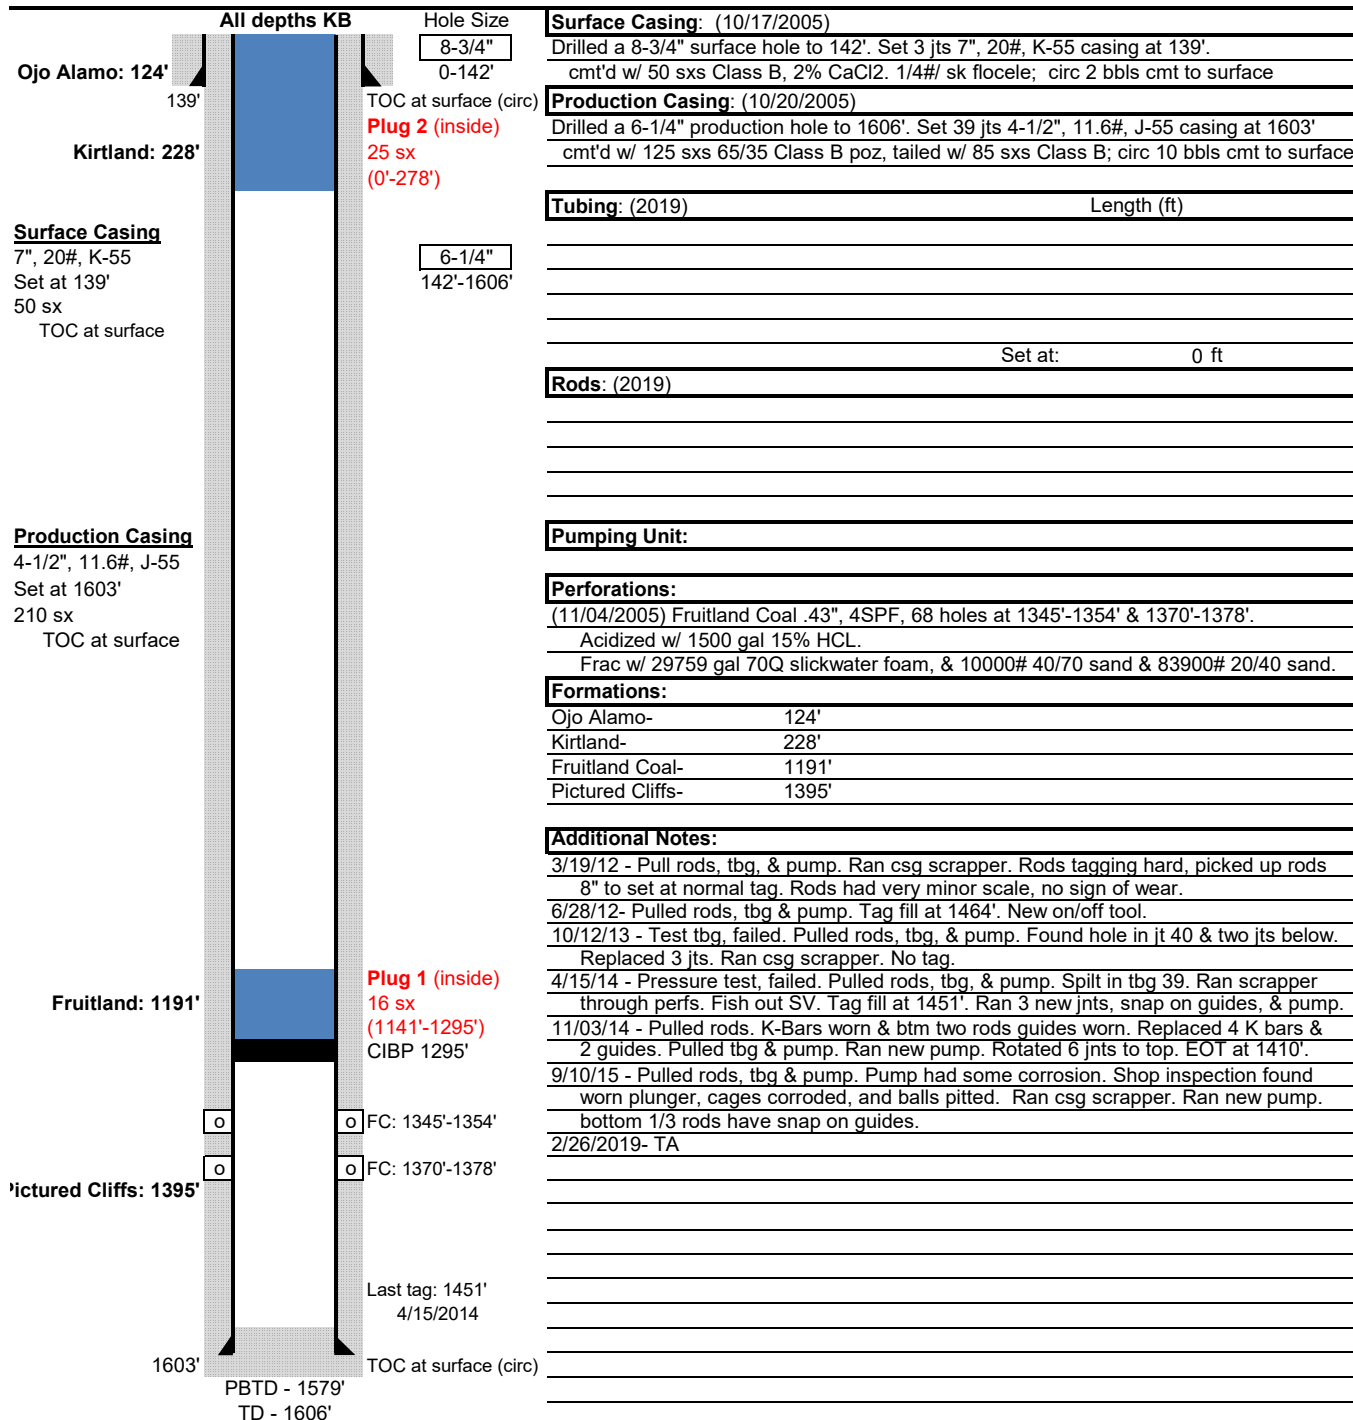 All depths KB
Hole Size
8-3/4"
0-142'
Ojo Alamo: 124'
139'
TOC at surface (circ)
Plug 2 (inside)
25 sx
(0'-278')
Kirtland: 228'
Surface Casing
7", 20#, K-55
Set at 139'
50 sx
TOC at surface
6-1/4"
142'-1606'
Production Casing
4-1/2", 11.6#, J-55
Set at 1603'
210 sx
TOC at surface
Plug 1 (inside)
16 sx
(1141'-1295')
CIBP 1295'
Fruitland: 1191'
o
o FC: 1345'-1354'
o
o FC: 1370'-1378'
Pictured Cliffs: 1395'
Last tag: 1451'
4/15/2014
1603'
TOC at surface (circ)
PBTD - 1579'
TD - 1606'
Surface Casing: (10/17/2005)
Drilled a 8-3/4" surface hole to 142'. Set 3 jts 7", 20#, K-55 casing at 139'.
cmt'd w/ 50 sxs Class B, 2% CaCl2. 1/4#/ sk flocele; circ 2 bbls cmt to surface
Production Casing: (10/20/2005)
Drilled a 6-1/4" production hole to 1606'. Set 39 jts 4-1/2", 11.6#, J-55 casing at 1603'
cmt'd w/ 125 sxs 65/35 Class B poz, tailed w/ 85 sxs Class B; circ 10 bbls cmt to surface
Tubing: (2019) Length (ft)
Set at: 0 ft
Rods: (2019)
Pumping Unit:
Perforations:
(11/04/2005) Fruitland Coal .43", 4SPF, 68 holes at 1345'-1354' & 1370'-1378'.
Acidized w/ 1500 gal 15% HCL.
Frac w/ 29759 gal 70Q slickwater foam, & 10000# 40/70 sand & 83900# 20/40 sand.
Formations:
Ojo Alamo- 124'
Kirtland- 228'
Fruitland Coal- 1191'
Pictured Cliffs- 1395'
Additional Notes:
3/19/12 - Pull rods, tbg, & pump. Ran csg scrapper. Rods tagging hard, picked up rods
8" to set at normal tag. Rods had very minor scale, no sign of wear.
6/28/12- Pulled rods, tbg & pump. Tag fill at 1464'. New on/off tool.
10/12/13 - Test tbg, failed. Pulled rods, tbg, & pump. Found hole in jt 40 & two jts below.
Replaced 3 jts. Ran csg scrapper. No tag.
4/15/14 - Pressure test, failed. Pulled rods, tbg, & pump. Spilt in tbg 39. Ran scrapper
through perfs. Fish out SV. Tag fill at 1451'. Ran 3 new jnts, snap on guides, & pump.
11/03/14 - Pulled rods. K-Bars worn & btm two rods guides worn. Replaced 4 K bars &
2 guides. Pulled tbg & pump. Ran new pump. Rotated 6 jnts to top. EOT at 1410'.
9/10/15 - Pulled rods, tbg & pump. Pump had some corrosion. Shop inspection found
worn plunger, cages corroded, and balls pitted. Ran csg scrapper. Ran new pump.
bottom 1/3 rods have snap on guides.
2/26/2019- TA